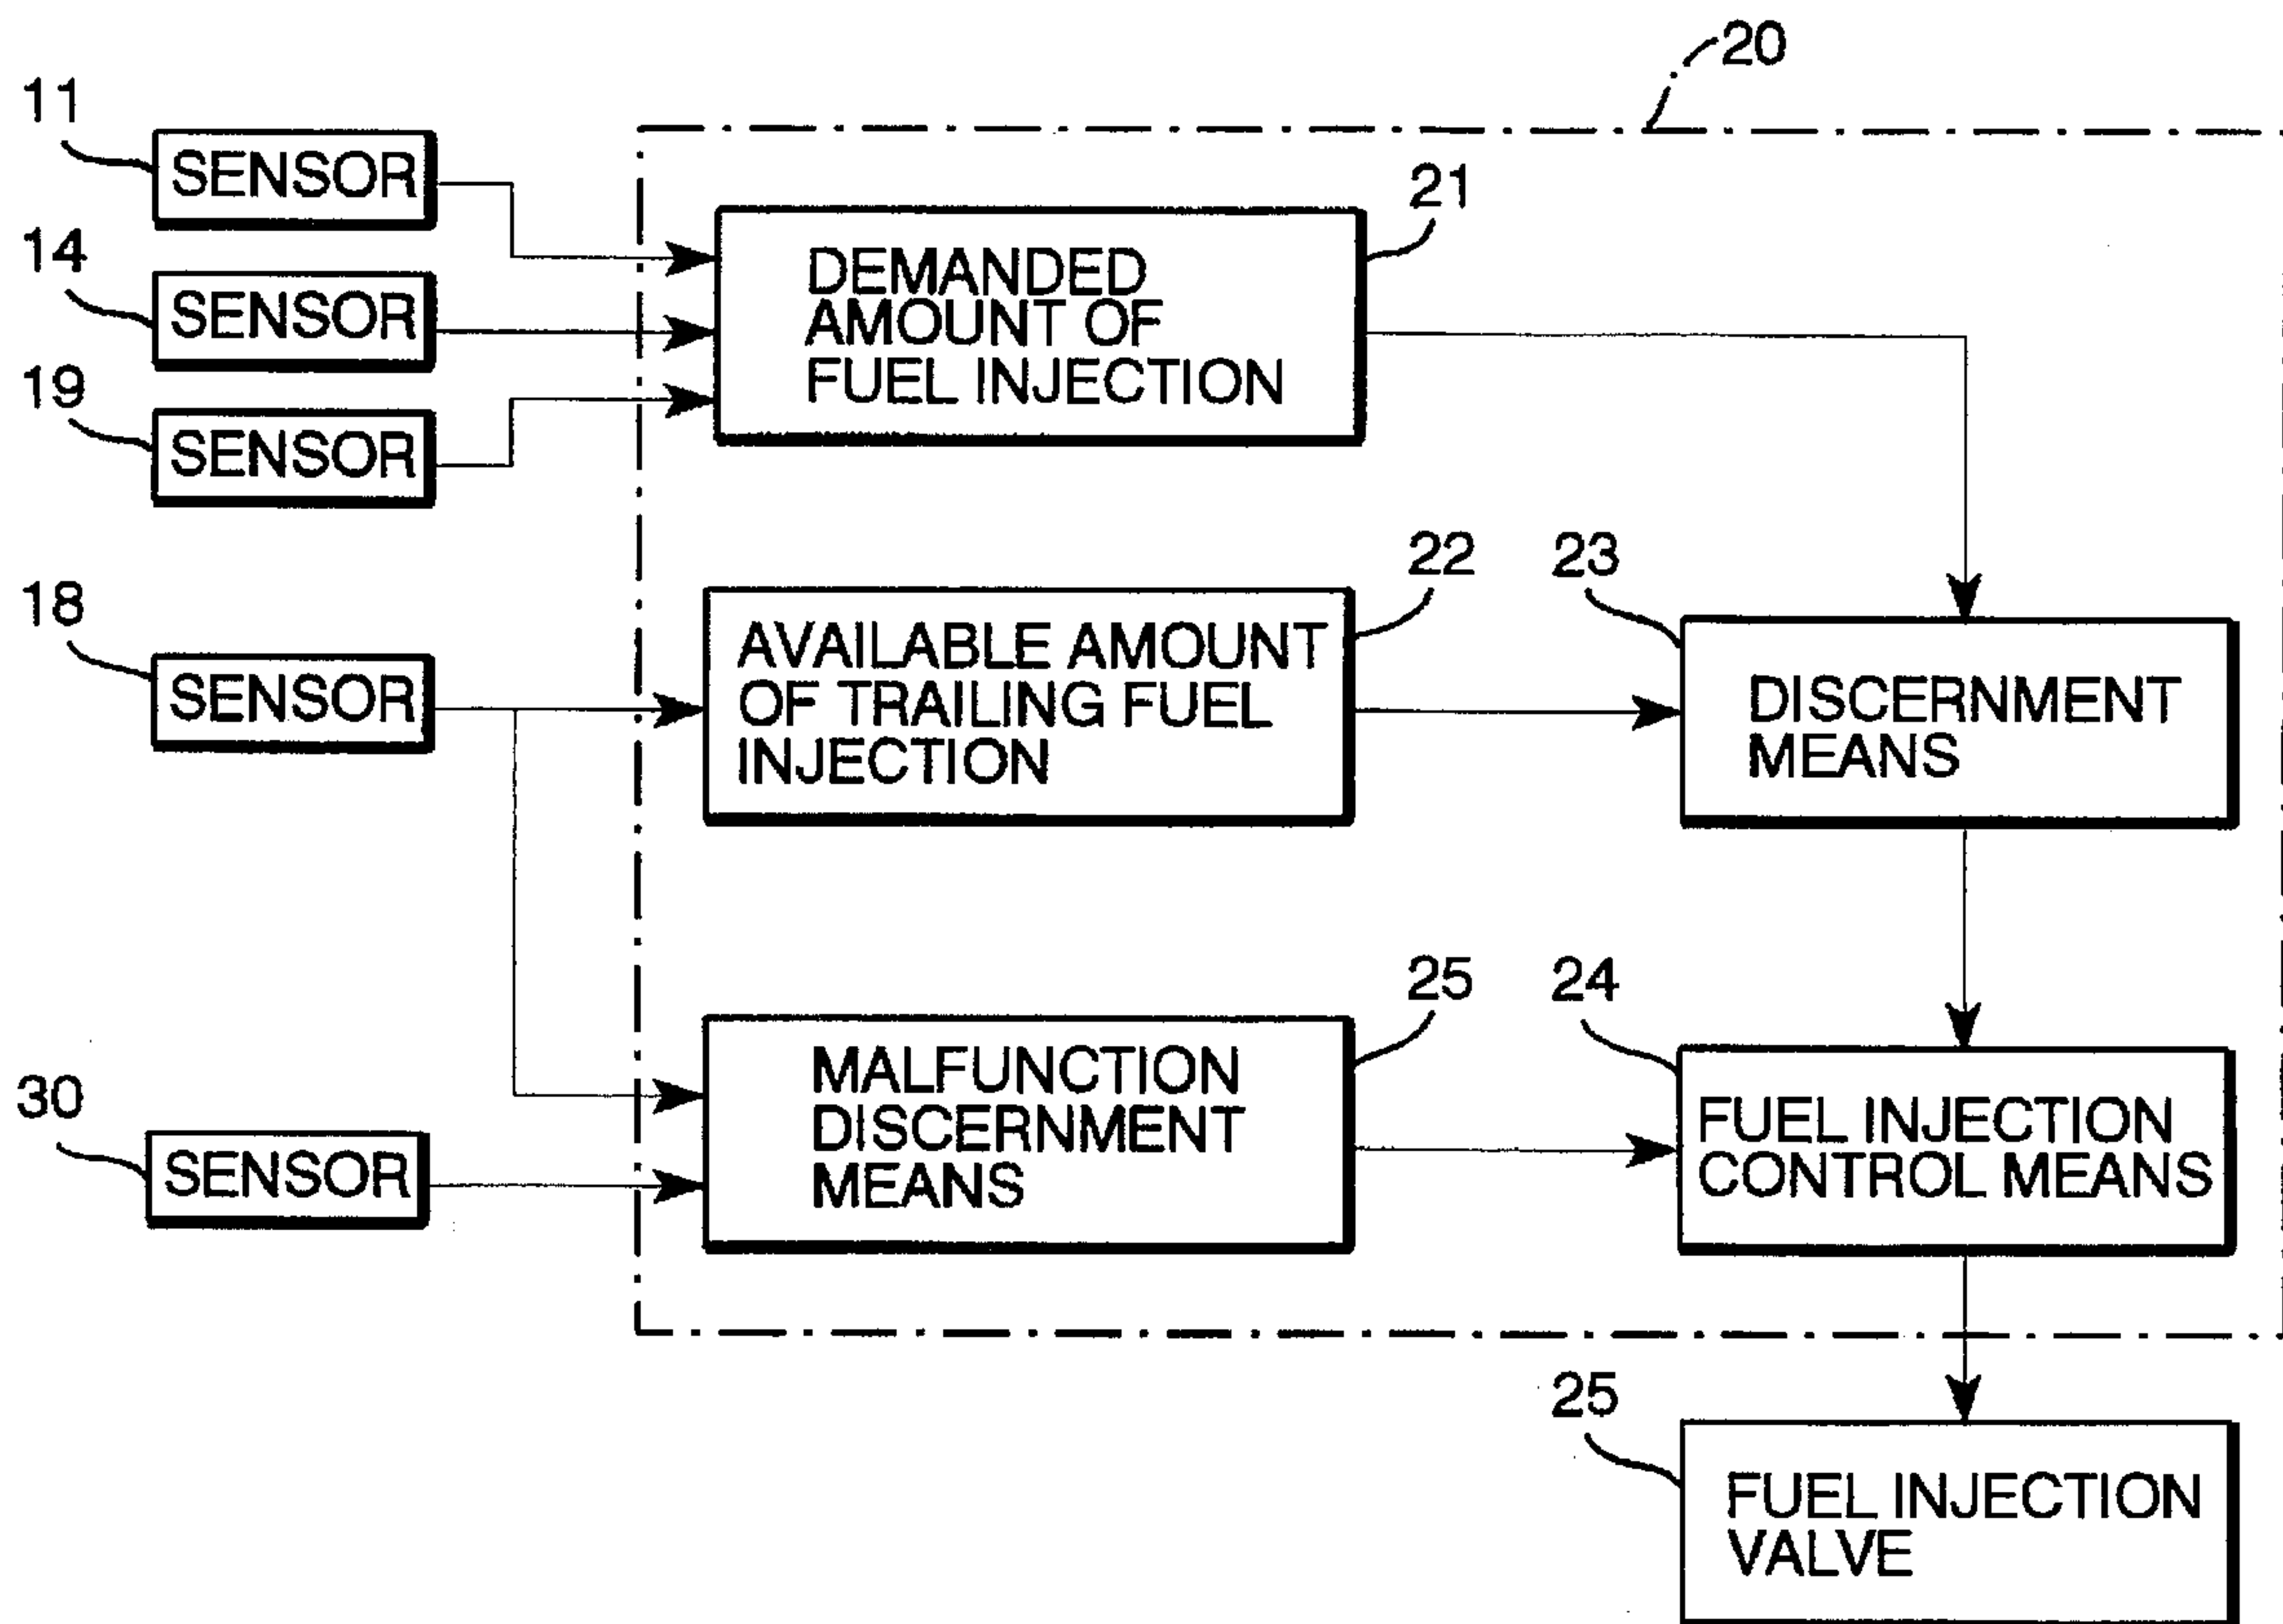 20
11
SENSOR
21
DEMANDED
AMOUNT OF
FUEL INJECTION
14
SENSOR
19
SENSOR
22
23
18
SENSOR
AVAILABLE AMOUNT
OF TRAILING FUEL
INJECTION
DISCERNMENT
MEANS
25
24
30
SENSOR
MALFUNCTION
DISCERNMENT
MEANS
FUEL INJECTION
CONTROL MEANS
25
FUEL INJECTION
VALVE